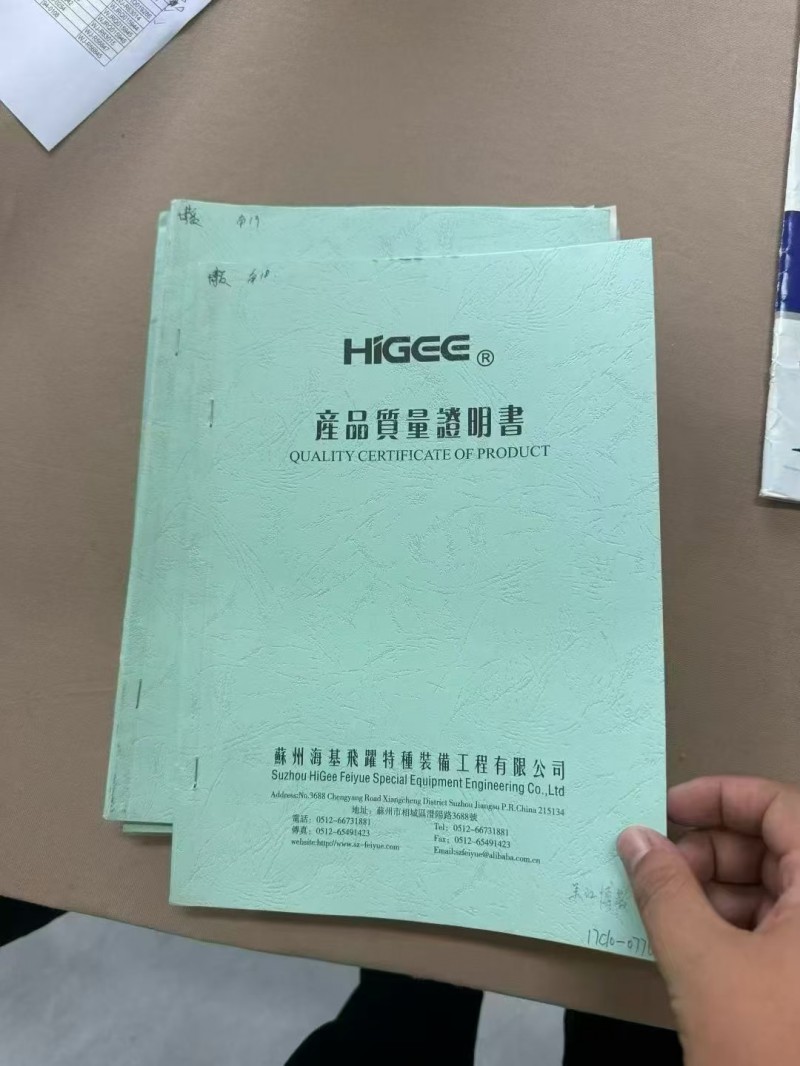 HiGEE®
產品質量證明書
QUALITY CERTIFICATE OF PRODUCT
蘇州海基飛躍特種裝備工程有限公司
Suzhou HiGee Feiyue Special Equipment Engineering Co.,Ltd
Address:No.3688 Chengyang Road Xiangcheng District Suzhou Jiangsu P.R.China 215134
地址：蘇州市相城區澄陽路3688號
電話：0512-66731881 Tel：0512-66731881
傳真：0512-65491423 Fax：0512-65491423
website:http//www.sz-feiyue.com Email:szfeiyue@alibaba.com.cn